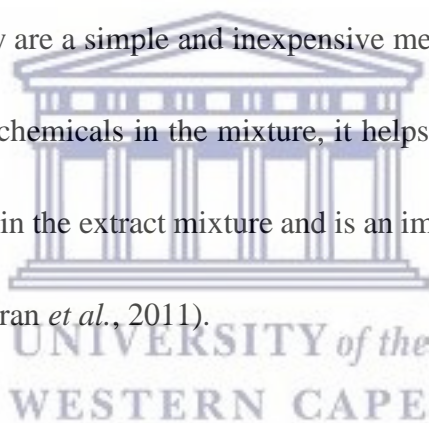 y are a simple and inexpensive me
chemicals in the mixture, it helps
in the extract mixture and is an im
ran et al., 2011).
UNIVERSITY of the
WESTERN CAPE